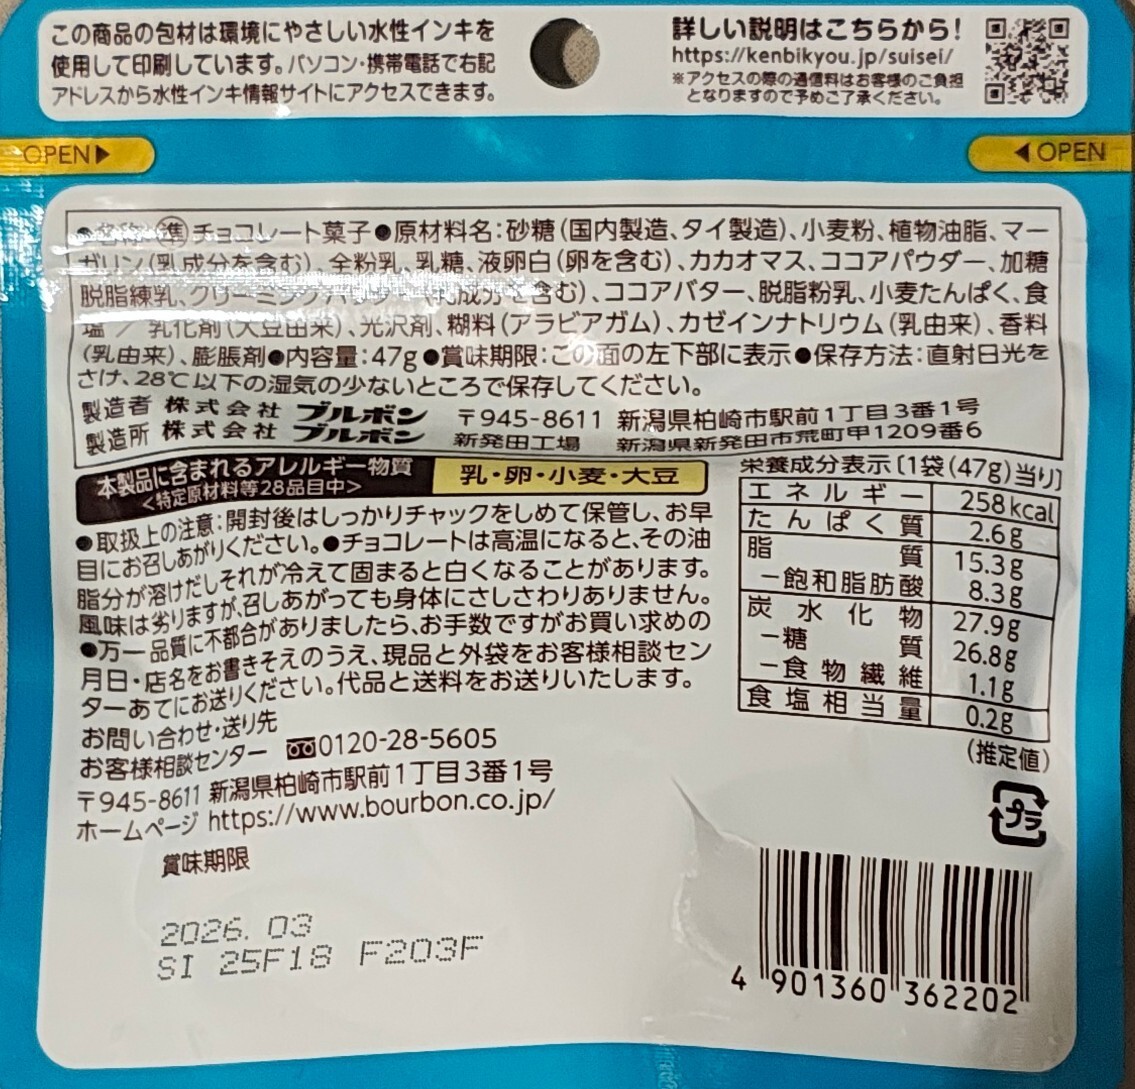 この商品の包材は環境にやさしい水性インキを
使用して印刷しています。パソコン・携帯電話で右記
アドレスから水性インキ情報サイトにアクセスできます。
詳しい説明はこちらから!
https://kenbikyou.jp/suisei/
※アクセスの際の通信料はお客様のご負担
となりますので予めご了承ください。
OPEN▶
◀OPEN
●名称:準チョコレート菓子●原材料名:砂糖(国内製造、タイ製造)、小麦粉、植物油脂、マー
ガリン(乳成分を含む)、全粉乳、乳糖、液卵白(卵を含む)、カカオマス、ココアパウダー、加糖
脱脂練乳、クリーミングパウダー(乳成分を含む)、ココアバター、脱脂粉乳、小麦たんぱく、食
塩/乳化剤(大豆由来)、光沢剤、糊料(アラビアガム)、カゼインナトリウム(乳由来)、香料
(乳由来)、膨脹剤●内容量:47g●賞味期限:この面の左下部に表示●保存方法:直射日光を
さけ、28℃以下の湿気の少ないところで保存してください。
製造者 株式会社 ブルボン 〒945-8611 新潟県柏崎市駅前1丁目3番1号
製造所 株式会社 ブルボン 新発田工場 新潟県新発田市荒町甲1209番6
本製品に含まれるアレルギー物質
<特定原材料等28品目中>
乳・卵・小麦・大豆
●取扱上の注意:開封後はしっかりチャックをしめて保管し、お早
目にお召しあがりください。●チョコレートは高温になると、その油
脂分が溶けだしそれが冷えて固まると白くなることがあります。
風味は劣りますが、召しあがっても身体にさしさわりありません。
●万一品質に不都合がありましたら、お手数ですがお買い求めの
月日・店名をお書きそえのうえ、現品と外袋をお客様相談セン
ターあてにお送りください。代品と送料をお送りいたします。
お問い合わせ・送り先
お客様相談センター 0120-28-5605
〒945-8611 新潟県柏崎市駅前1丁目3番1号
ホームページ https://www.bourbon.co.jp/
栄養成分表示〔1袋(47g)当り〕
エネルギー 258kcal
たんぱく質 2.6g
脂質 15.3g
-飽和脂肪酸 8.3g
炭水化物 27.9g
-糖質 26.8g
-食物繊維 1.1g
食塩相当量 0.2g
(推定値)
プラ
賞味期限
2026.03
SI 25F18 F203F
4 901360 362202